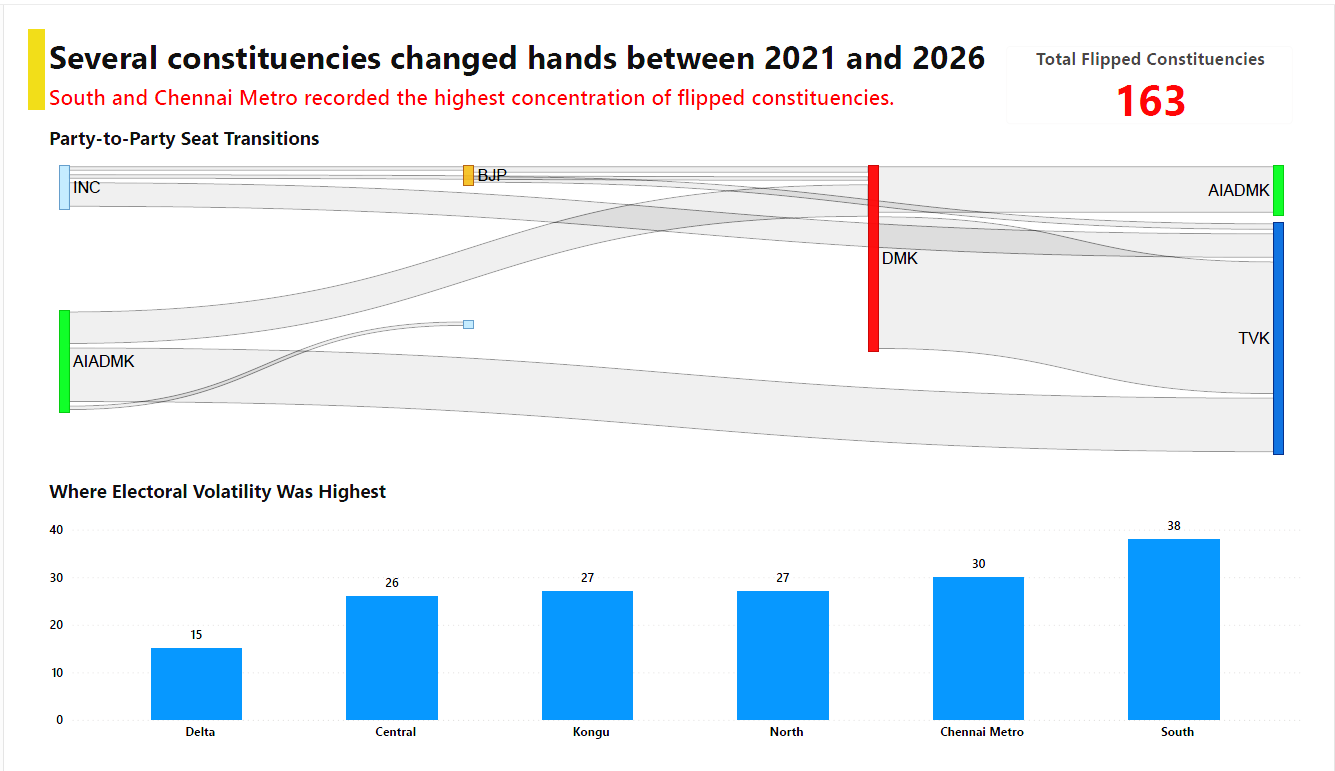 Several constituencies changed hands between 2021 and 2026
South and Chennai Metro recorded the highest concentration of flipped constituencies.
Total Flipped Constituencies
163
Party-to-Party Seat Transitions
INC
BJP
AIADMK
DMK
TVK
AIADMK
Where Electoral Volatility Was Highest
40
30
20
10
0
15
26
27
27
30
38
Delta
Central
Kongu
North
Chennai Metro
South